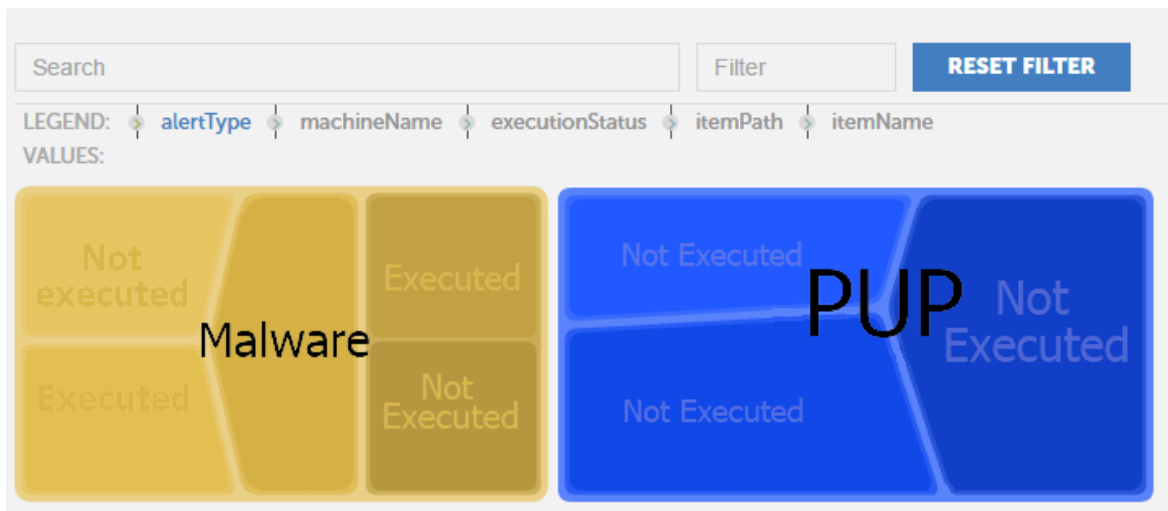 Search Filter RESET FILTER
LEGEND: alertType machineName executionStatus itemPath itemName
VALUES:
Not
executed
Executed
Malware
Executed
Not
Executed
Not Executed
PUP
Not
Executed
Not Executed